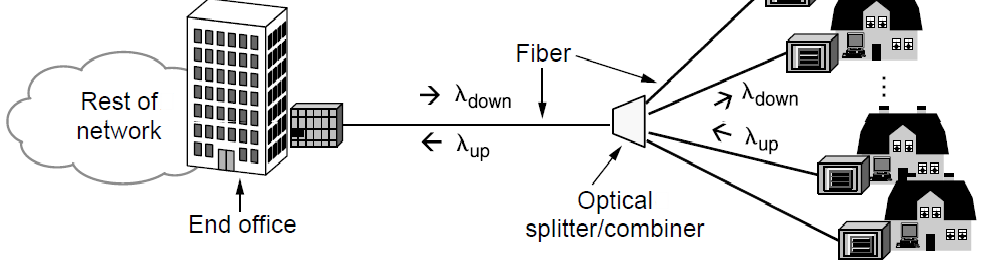 Fiber
Rest of
network
→ λdown
← λup
λdown
λup
End office
Optical
splitter/combiner